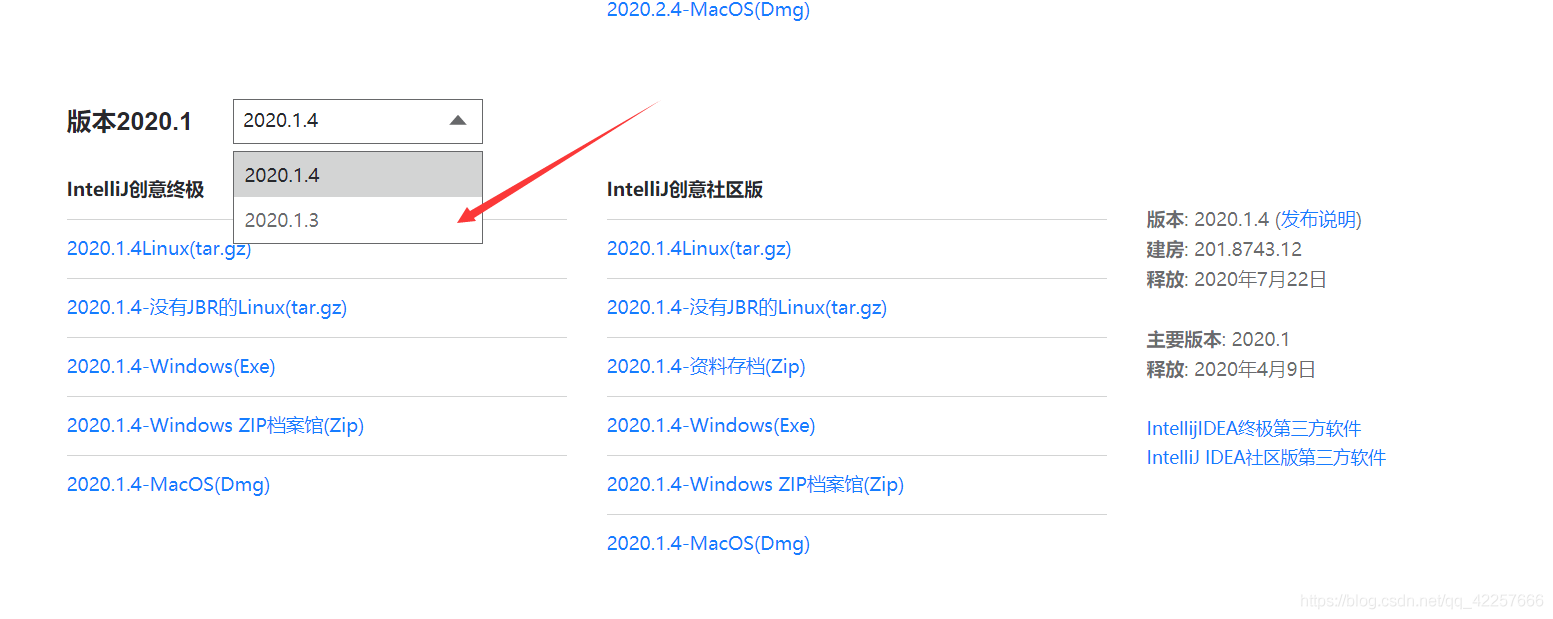 2020.2.4-MacOS(Dmg)
版本2020.1
2020.1.4
2020.1.4
2020.1.3
IntelliJ创意终极
2020.1.4Linux(tar.gz)
2020.1.4-没有JBR的Linux(tar.gz)
2020.1.4-Windows(Exe)
2020.1.4-Windows ZIP档案馆(Zip)
2020.1.4-MacOS(Dmg)
IntelliJ创意社区版
2020.1.4Linux(tar.gz)
2020.1.4-没有JBR的Linux(tar.gz)
2020.1.4-资料存档(Zip)
2020.1.4-Windows(Exe)
2020.1.4-Windows ZIP档案馆(Zip)
2020.1.4-MacOS(Dmg)
版本: 2020.1.4 (发布说明)
建房: 201.8743.12
释放: 2020年7月22日
主要版本: 2020.1
释放: 2020年4月9日
IntellijIDEA终极第三方软件
IntelliJ IDEA社区版第三方软件
https://blog.csdn.net/qq_42257666